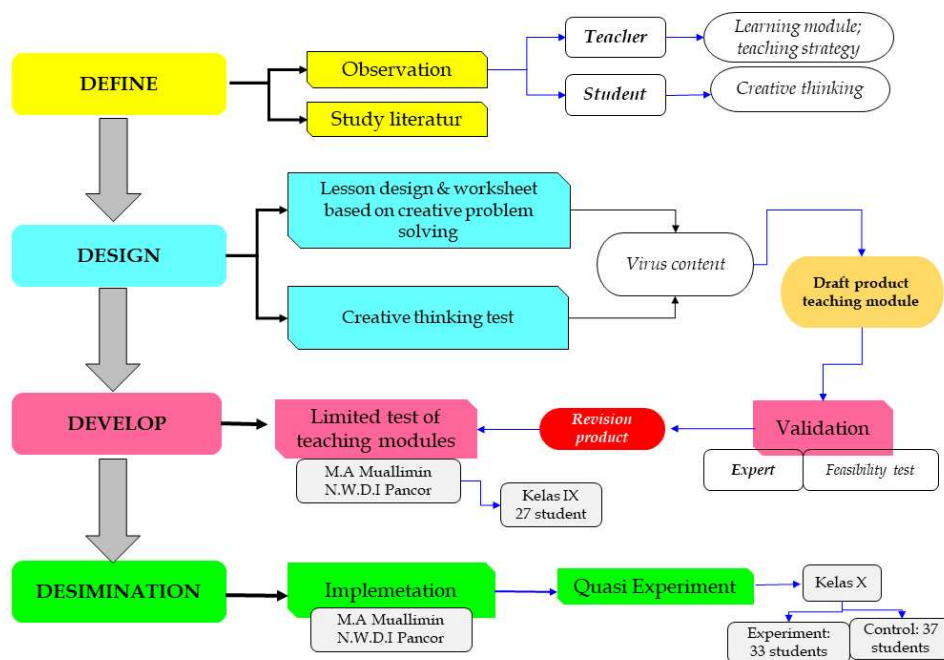 DEFINE
Observation
Study literatur
Teacher
Student
Learning module;
teaching strategy
Creative thinking
DESIGN
Lesson design & worksheet
based on creative problem
solving
Creative thinking test
Virus content
Draft product
teaching module
DEVELOP
Limited test of
teaching modules
M.A Muallimin
N.W.D.I Pancor
Kelas IX
27 student
Revision
product
Validation
Expert
Feasibility test
DESIMINATION
Implemetation
M.A Muallimin
N.W.D.I Pancor
Quasi Experiment
Kelas X
Experiment:
33 students
Control: 37
students